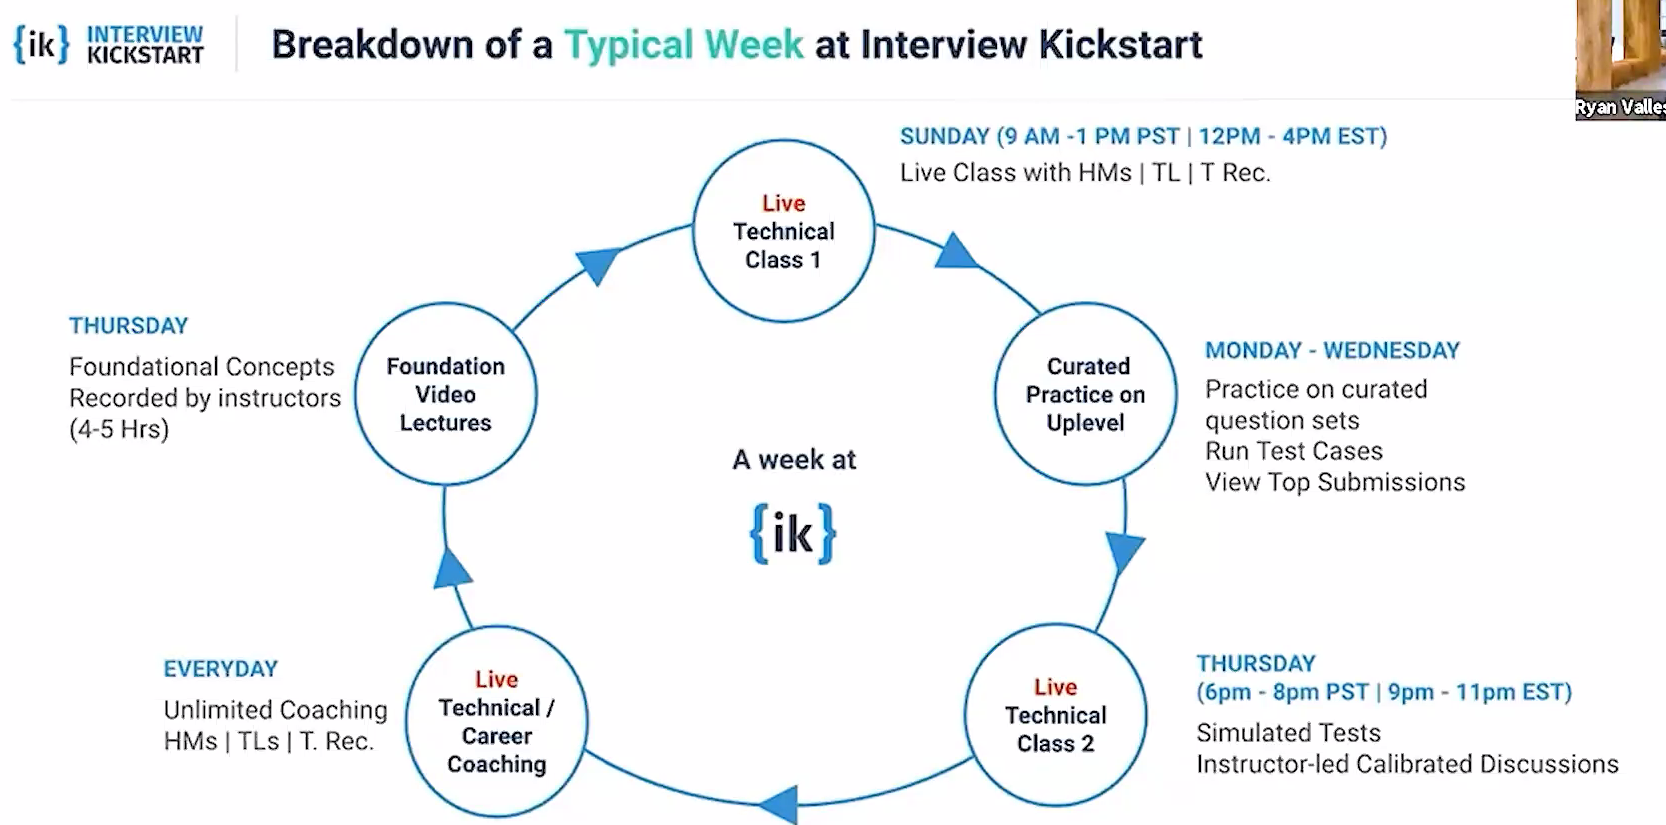 {ik} INTERVIEW
KICKSTART
Breakdown of a Typical Week at Interview Kickstart
Ryan Valles
SUNDAY (9 AM -1 PM PST | 12PM - 4PM EST)
Live Class with HMs | TL | T Rec.
Live
Technical
Class 1
MONDAY - WEDNESDAY
Practice on curated
question sets
Run Test Cases
View Top Submissions
Curated
Practice on
Uplevel
THURSDAY
(6pm - 8pm PST | 9pm - 11pm EST)
Simulated Tests
Instructor-led Calibrated Discussions
Live
Technical
Class 2
EVERYDAY
Unlimited Coaching
HMs | TLs | T. Rec.
Live
Technical /
Career
Coaching
THURSDAY
Foundational Concepts
Recorded by instructors
(4-5 Hrs)
Foundation
Video
Lectures
A week at
{ik}